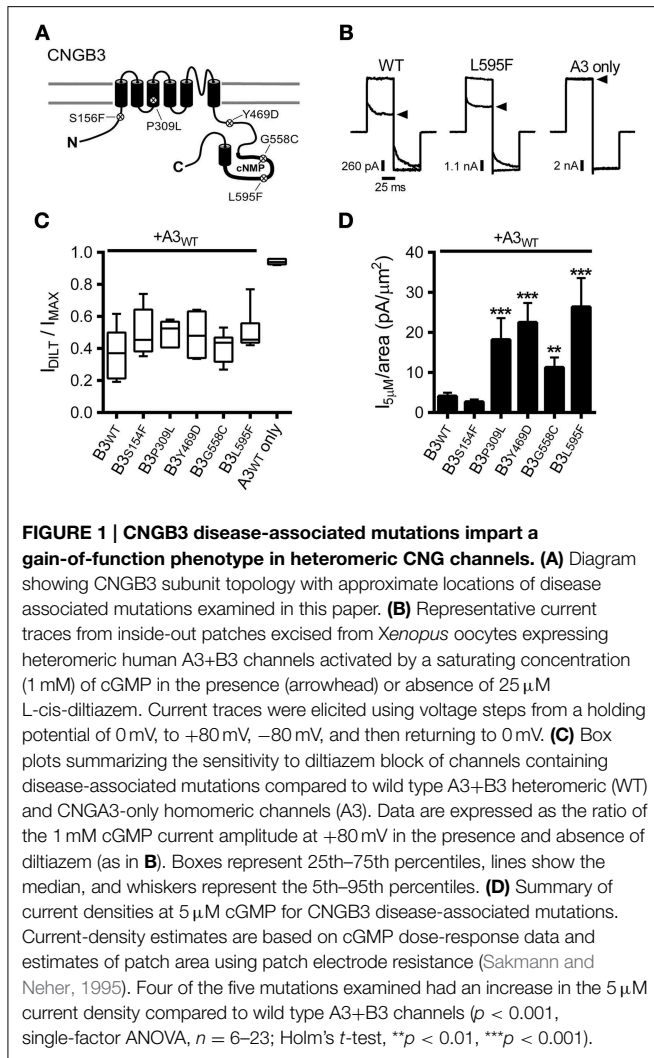 A
CNGB3
S156F
P309L
Y469D
G558C
N
C
cNMP
L595F
B
WT
L595F
A3 only
260 pA
1.1 nA
2 nA
25 ms
C
+A3WT
IDILT / IMAX
1.0
0.8
0.6
0.4
0.2
0.0
B3WT
B3S154F
B3P309L
B3Y469D
B3G558C
B3L595F
A3WT only
D
+A3WT
I5μM/area (pA/μm²)
40
30
20
10
0
***
***
**
***
B3WT
B3S154F
B3P309L
B3Y469D
B3G558C
B3L595F
FIGURE 1 | CNGB3 disease-associated mutations impart a
gain-of-function phenotype in heteromeric CNG channels. (A) Diagram
showing CNGB3 subunit topology with approximate locations of disease
associated mutations examined in this paper. (B) Representative current
traces from inside-out patches excised from Xenopus oocytes expressing
heteromeric human A3+B3 channels activated by a saturating concentration
(1 mM) of cGMP in the presence (arrowhead) or absence of 25 μM
L-cis-diltiazem. Current traces were elicited using voltage steps from a holding
potential of 0 mV, to +80 mV, −80 mV, and then returning to 0 mV. (C) Box
plots summarizing the sensitivity to diltiazem block of channels containing
disease-associated mutations compared to wild type A3+B3 heteromeric (WT)
and CNGA3-only homomeric channels (A3). Data are expressed as the ratio of
the 1 mM cGMP current amplitude at +80 mV in the presence and absence of
diltiazem (as in B). Boxes represent 25th–75th percentiles, lines show the
median, and whiskers represent the 5th–95th percentiles. (D) Summary of
current densities at 5 μM cGMP for CNGB3 disease-associated mutations.
Current-density estimates are based on cGMP dose-response data and
estimates of patch area using patch electrode resistance (Sakmann and
Neher, 1995). Four of the five mutations examined had an increase in the 5 μM
current density compared to wild type A3+B3 channels (p < 0.001,
single-factor ANOVA, n = 6–23; Holm's t-test, **p < 0.01, ***p < 0.001).